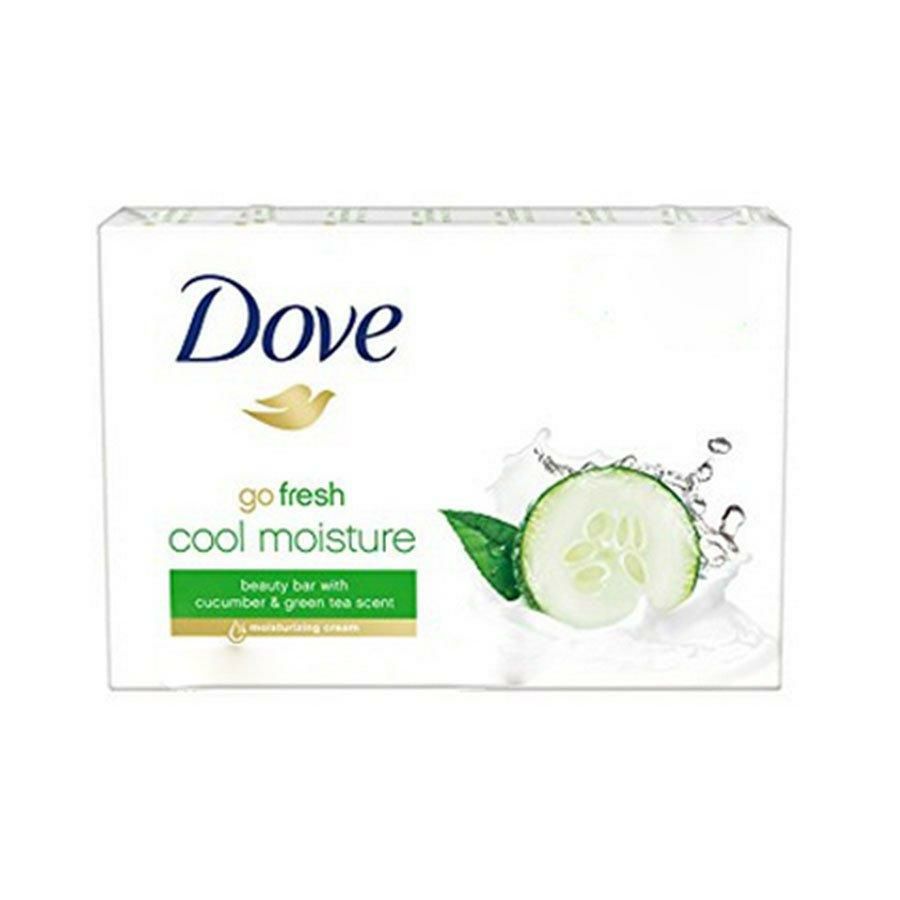 Dove
go fresh
cool moisture
beauty bar with
cucumber & green tea scent
moisturizing cream